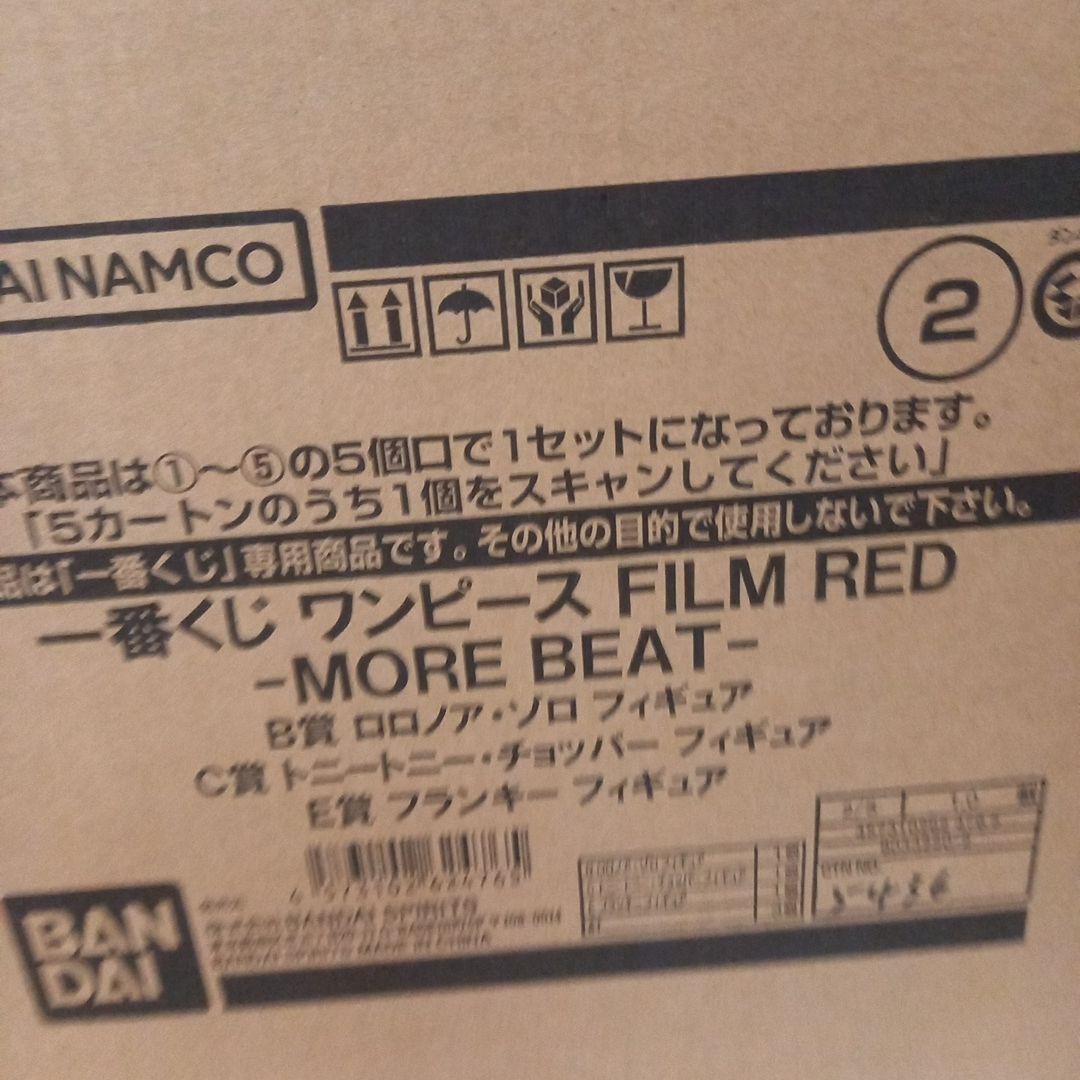 AI NAMCO
2
本商品は①～⑤の5個口で1セットになっております。
「5カートンのうち1個をスキャンしてください」
品は「一番くじ」専用商品です。その他の目的で使用しないで下さい。
一番くじ ワンピース FILM RED
-MORE BEAT-
B賞 ロロノア・ゾロ フィギュア
C賞 トニートニー・チョッパー フィギュア
E賞 フランキー フィギュア
BANDAI SPIRITS
BAN
DAI